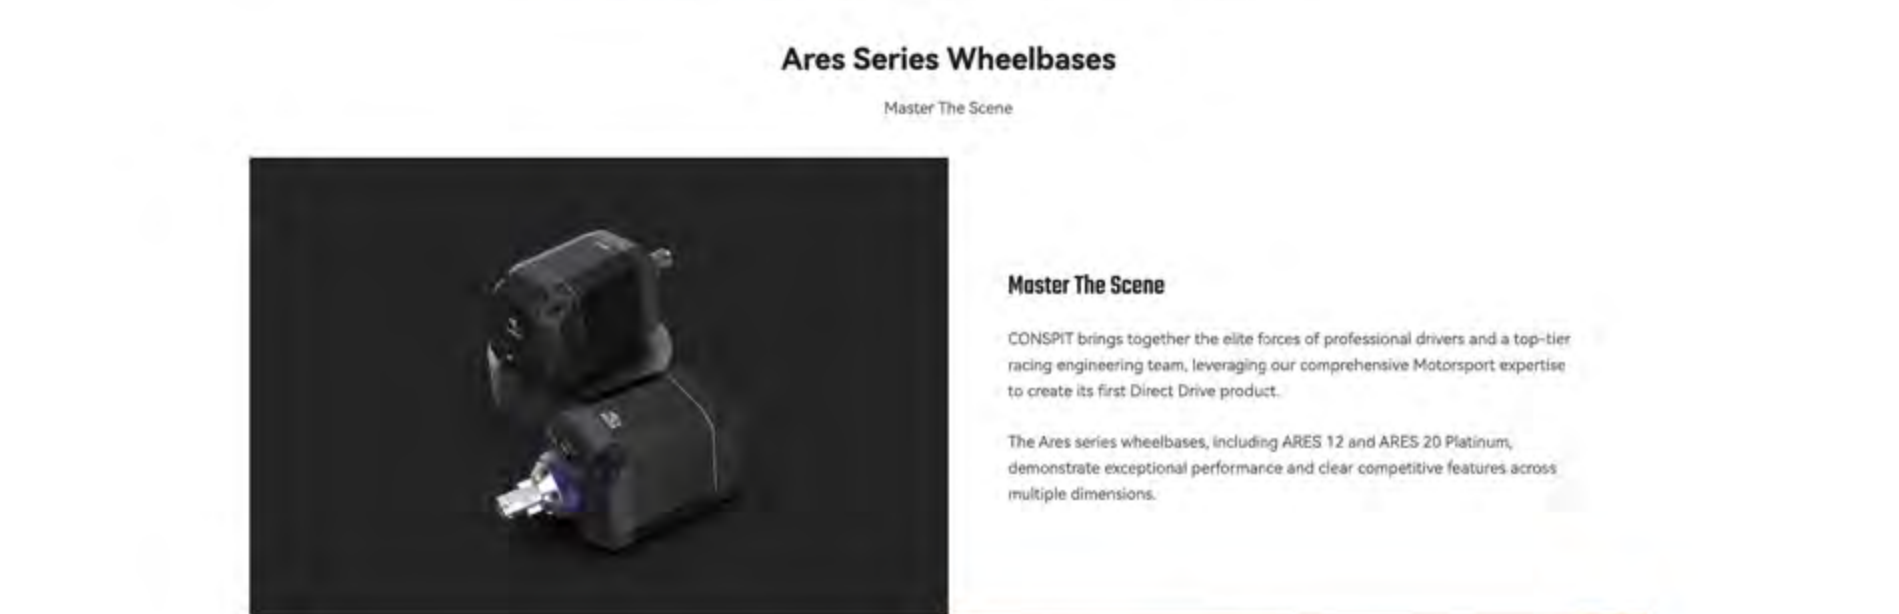 Ares Series Wheelbases
Master The Scene
Master The Scene
CONSPIT brings together the elite forces of professional drivers and a top-tier
racing engineering team, leveraging our comprehensive Motorsport expertise
to create its first Direct Drive product.
The Ares series wheelbases, including ARES 12 and ARES 20 Platinum,
demonstrate exceptional performance and clear competitive features across
multiple dimensions.